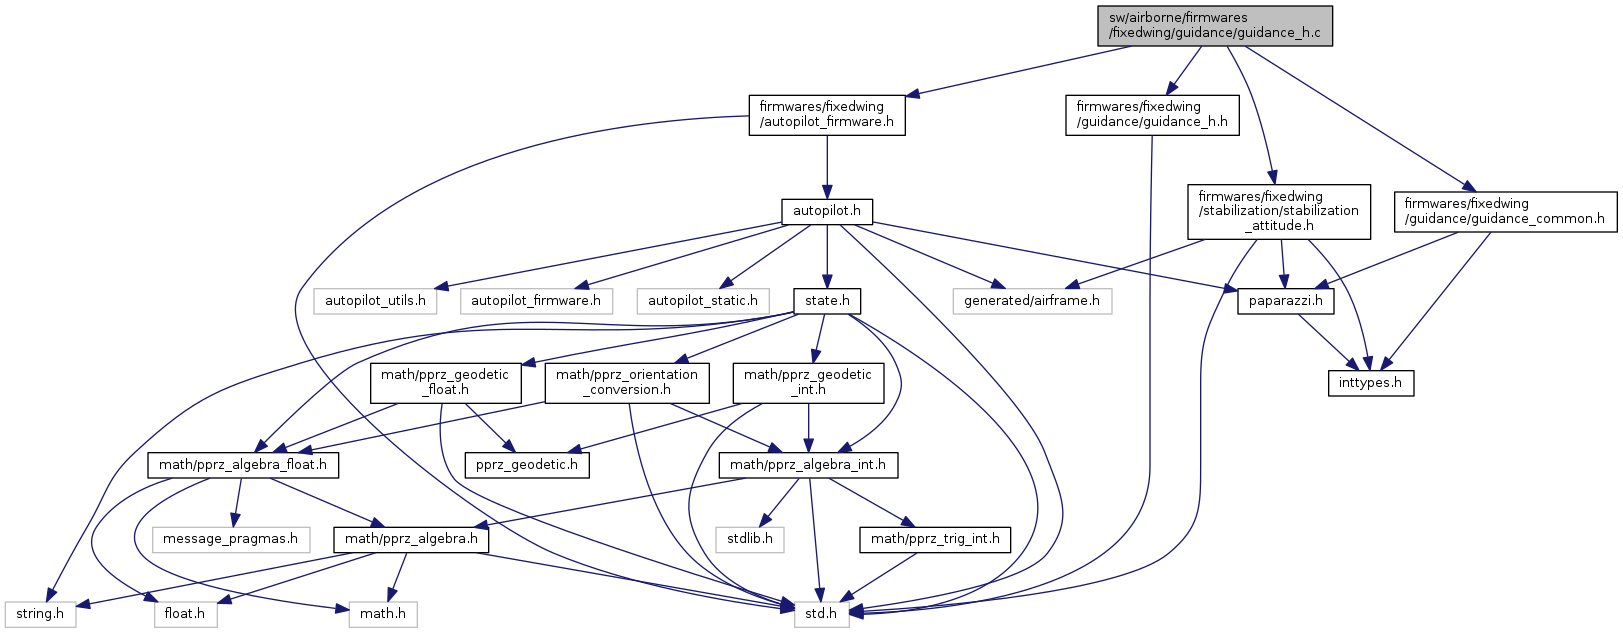 sw/airborne/firmwares
/fixedwing/guidance/guidance_h.c
firmwares/fixedwing
/autopilot_firmware.h
firmwares/fixedwing
/guidance/guidance_h.h
firmwares/fixedwing
/stabilization/stabilization
_attitude.h
firmwares/fixedwing
/guidance/guidance_common.h
autopilot.h
autopilot_utils.h
autopilot_firmware.h
autopilot_static.h
state.h
generated/airframe.h
paparazzi.h
math/pprz_geodetic
_float.h
math/pprz_orientation
_conversion.h
math/pprz_geodetic
_int.h
inttypes.h
math/pprz_algebra_float.h
pprz_geodetic.h
math/pprz_algebra_int.h
message_pragmas.h
math/pprz_algebra.h
stdlib.h
math/pprz_trig_int.h
string.h
float.h
math.h
std.h